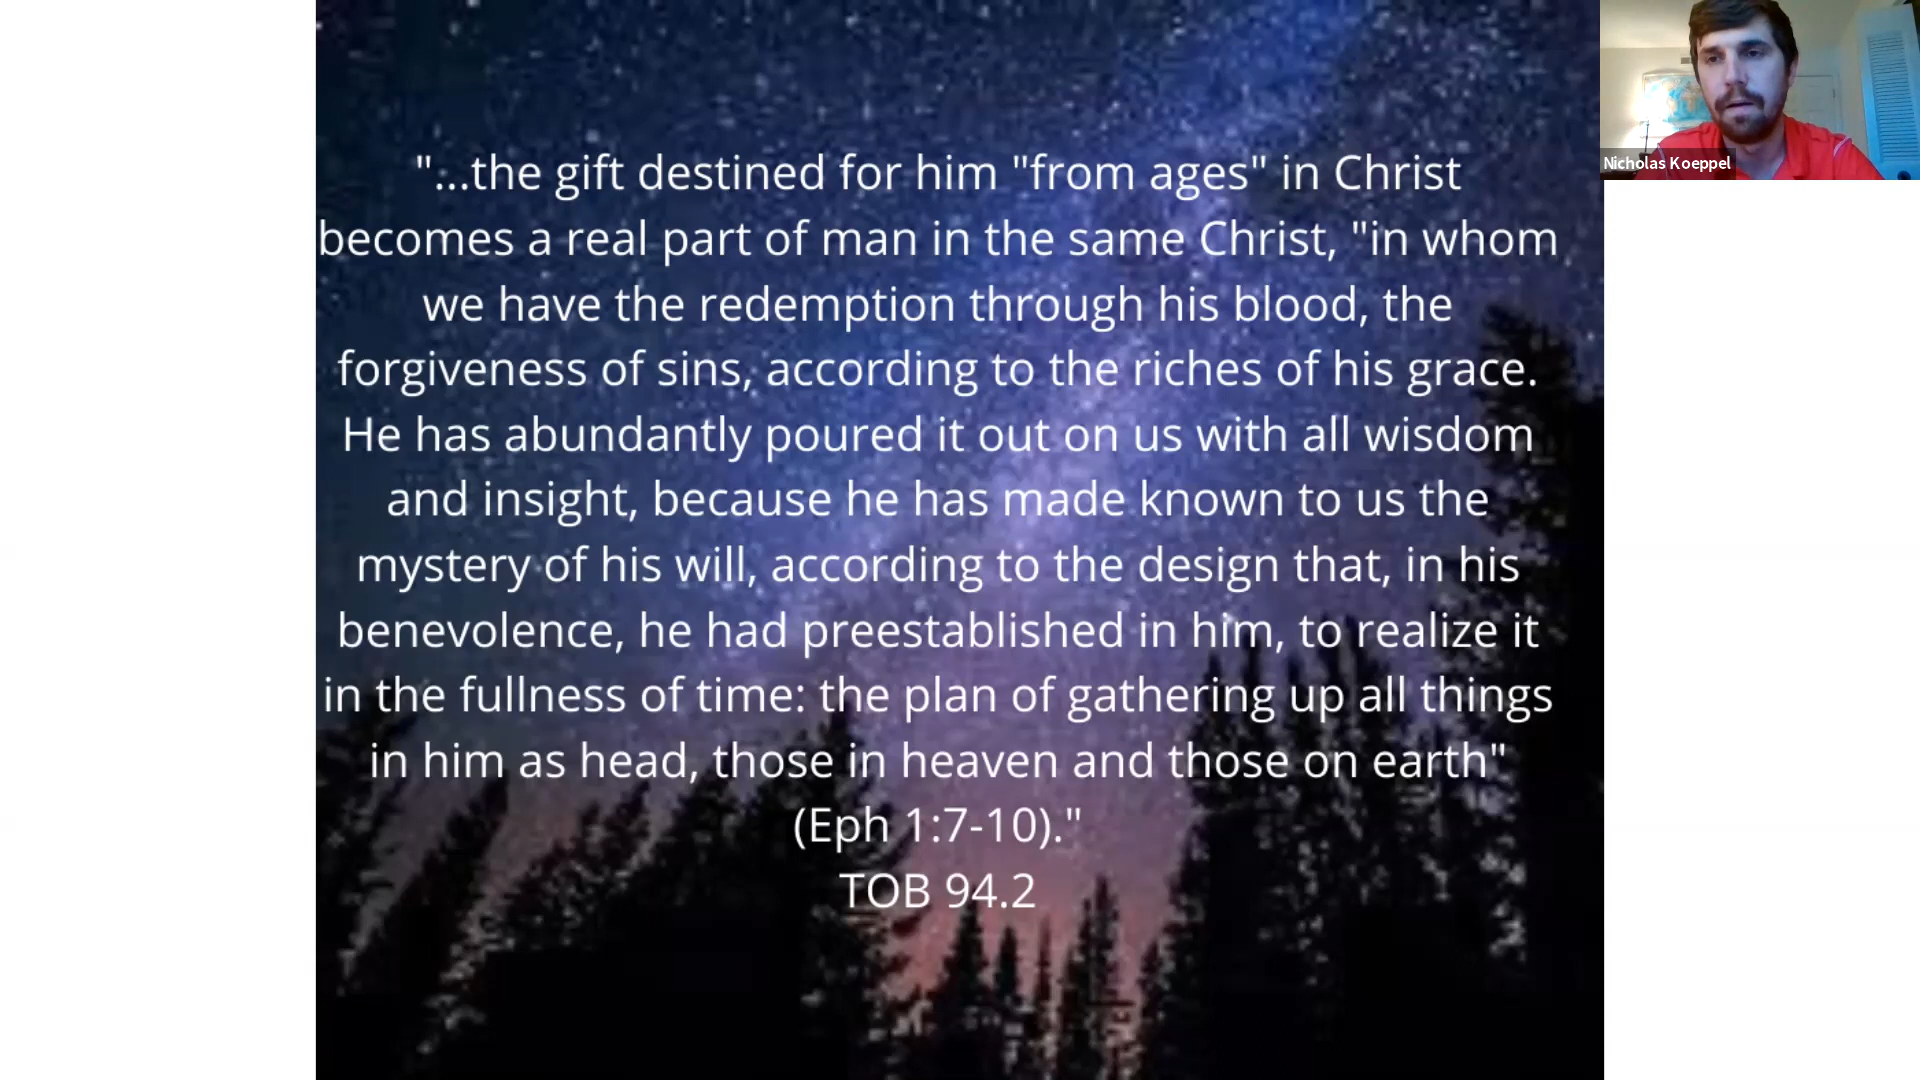 "...the gift destined for him "from ages" in Christ
becomes a real part of man in the same Christ, "in whom
we have the redemption through his blood, the
forgiveness of sins, according to the riches of his grace.
He has abundantly poured it out on us with all wisdom
and insight, because he has made known to us the
mystery of his will, according to the design that, in his
benevolence, he had preestablished in him, to realize it
in the fullness of time: the plan of gathering up all things
in him as head, those in heaven and those on earth"
(Eph 1:7-10)."
TOB 94.2
Nicholas Koeppel